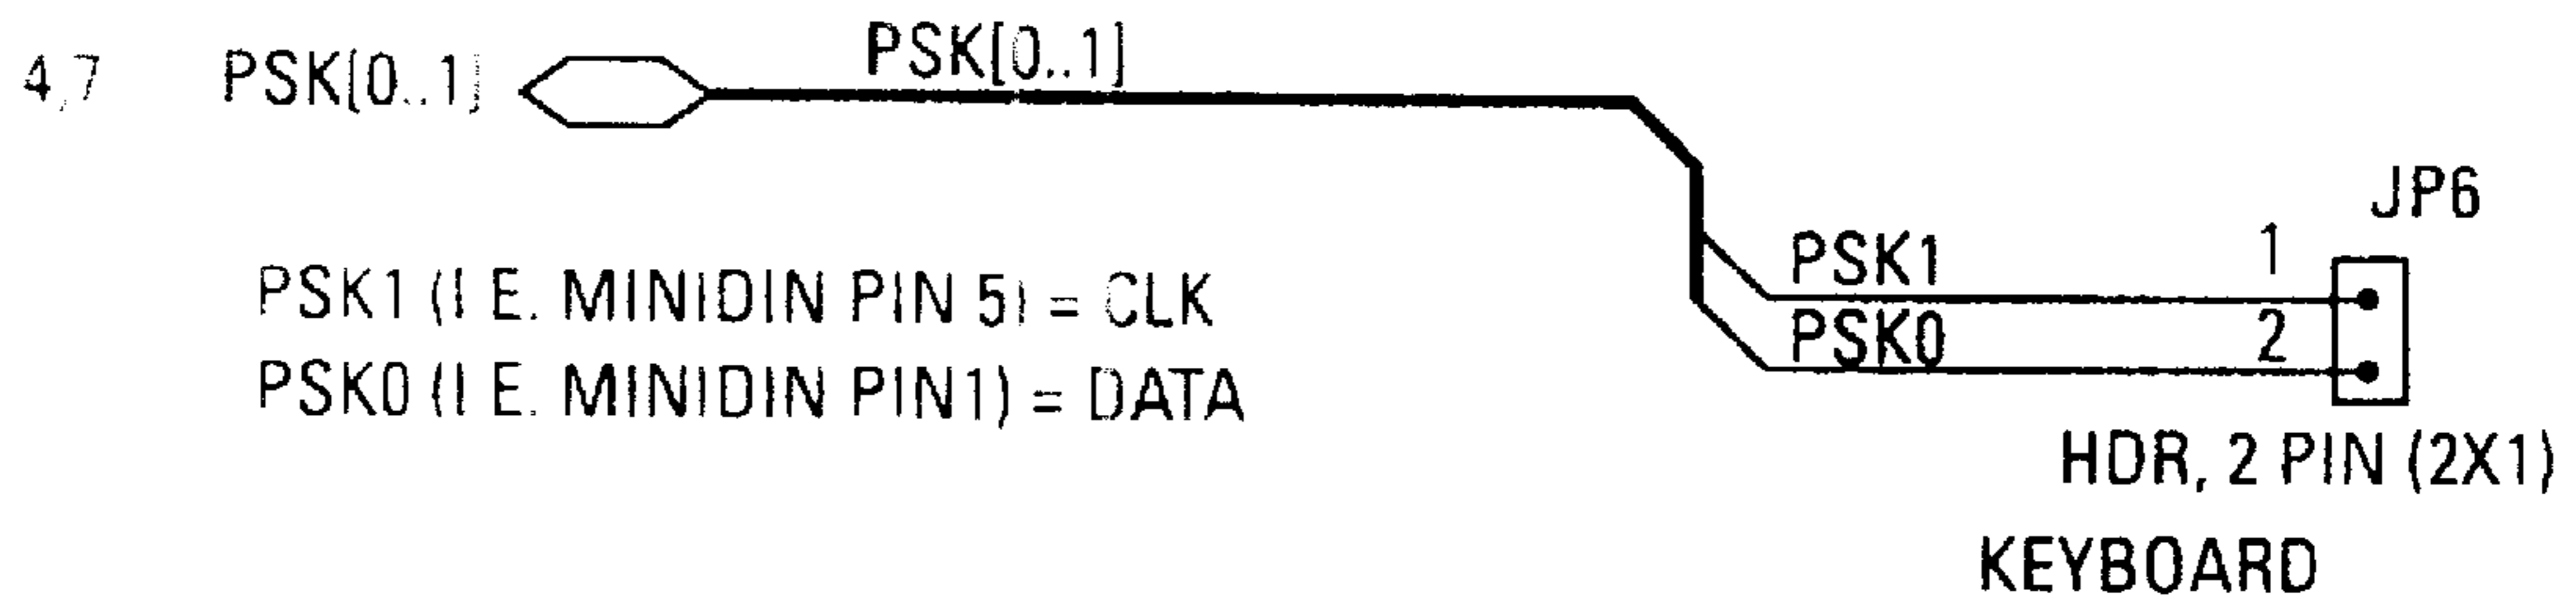 4,7 PSK[0..1] PSK[0..1]
JP6
PSK1 1
PSK1 (I E. MINIDIN PIN 5) = CLK
PSK0 2
PSK0 (I E. MINIDIN PIN1) = DATA
HDR, 2 PIN (2X1)
KEYBOARD